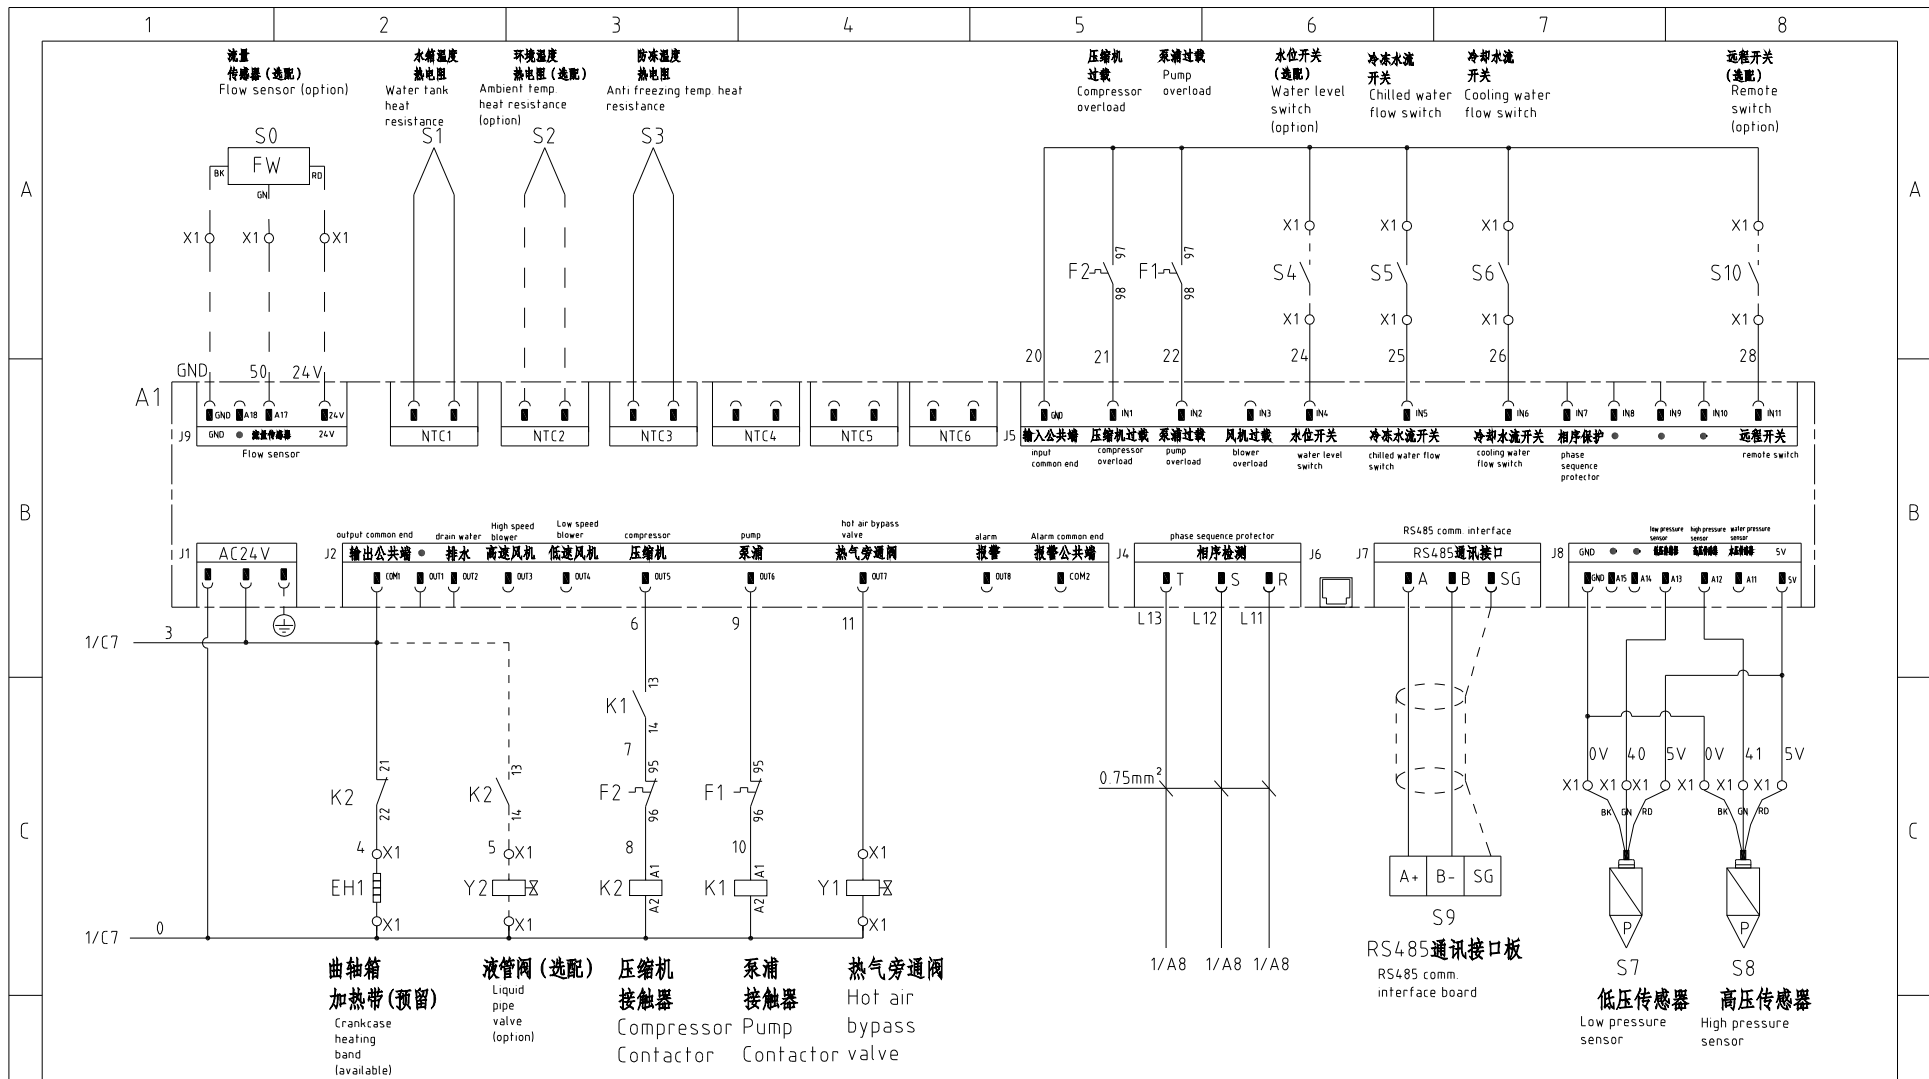 1 2 3 4 5 6 7 8
流量
传感器(选配)
Flow sensor (option)
水箱温度
热电阻
Water tank
heat
resistance
环境温度
热电阻(选配)
Ambient temp.
heat resistance
(option)
防冻温度
热电阻
Anti freezing temp. heat
resistance
压缩机
过载
Compressor
overload
泵浦过载
Pump
overload
水位开关
(选配)
Water level
switch
(option)
冷冻水流
开关
Chilled water
flow switch
冷却水流
开关
Cooling water
flow switch
远程开关
(选配)
Remote
switch
(option)
S0 S1 S2 S3
FW
BK GN RD
A A
X1 X1 X1
X1 X1 X1 X1
97 97
F2 F1 S4 S5 S6 S10
98 98
X1 X1 X1 X1
GND 50 24V
20 21 22 24 25 26 28
A1
GND A18 A17 24V
J9 GND 流量传感器 24V
Flow sensor
NTC1 NTC2 NTC3 NTC4 NTC5 NTC6
J5
GND IN1 IN2 IN3 IN4 IN5 IN6 IN7 IN8 IN9 IN10 IN11
输入公共端 压缩机过载 泵浦过载 风机过载 水位开关 冷冻水流开关 冷却水流开关 相序保护 远程开关
input
common end
compressor
overload
pump
overload
blower
overload
water level
switch
chilled water flow
switch
cooling water
flow switch
phase
sequence
protector
remote switch
B B
J1 AC24V
J2
output common end
输出公共端
drain water
排水
High speed
blower
高速风机
Low speed
blower
低速风机
compressor
压缩机
pump
泵浦
hot air bypass
valve
热气旁通阀
alarm
报警
Alarm common end
报警公共端
COM1 OUT1 OUT2 OUT3 OUT4 OUT5 OUT6 OUT7 OUT8 COM2
J4
phase sequence protector
相序检测
T S R
J6
J7
RS485 comm. interface
RS485通讯接口
A B SG
J8
low pressure
sensor
high pressure
sensor
water pressure
sensor
GND 低压传感器 高压传感器 水压传感器 5V
GND A15 A14 A13 A12 A11 5V
1/C7 3
6 9 11
L13 L12 L11
13
K1
14
7
21
K2
22
13
K2
14
95
F2
96
95
F1
96
0.75mm²
0V 40 5V 0V 41 5V
X1 X1 X1 X1 X1 X1
BK GN RD BK GN RD
C C
4 X1 5 X1 8 10 X1
EH1 Y2 K2 K1 Y1
A1 A1
A2 A2
X1 X1 X1
1/C7 0
A+ B- SG
S9
RS485通讯接口板
RS485 comm.
interface board
1/A8 1/A8 1/A8
P P
S7 S8
低压传感器
Low pressure
sensor
高压传感器
High pressure
sensor
曲轴箱
加热带(预留)
Crankcase
heating
band
(available)
液管阀(选配)
Liquid
pipe
valve
(option)
压缩机
接触器
Compressor
Contactor
泵浦
接触器
Pump
Contactor
热气旁通阀
Hot air
bypass
valve